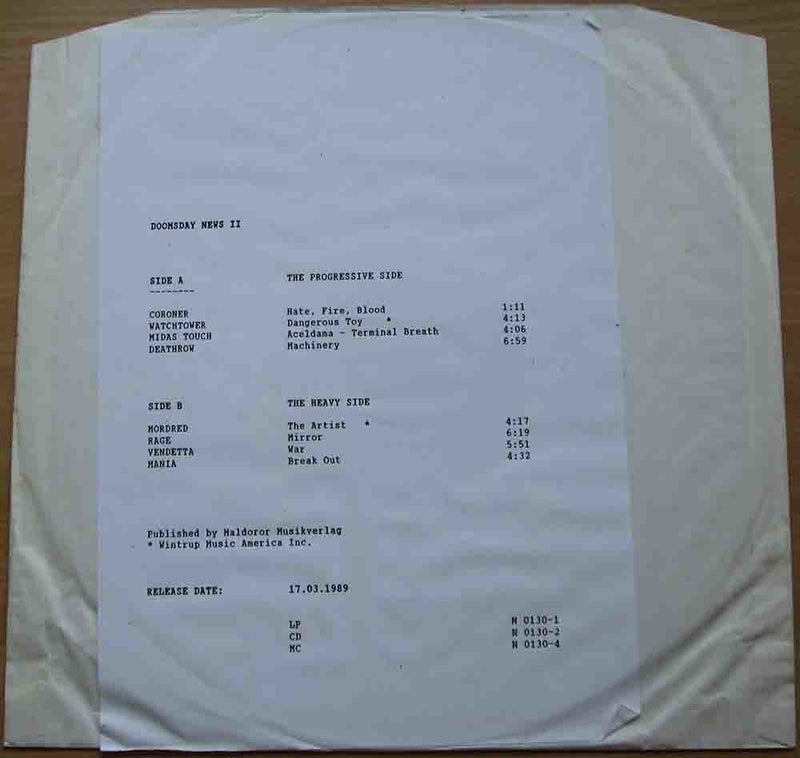 DOOMSDAY NEWS II
SIDE A THE PROGRESSIVE SIDE
--------
CORONER Hate, Fire, Blood 1:11
WATCHTOWER Dangerous Toy * 4:13
MIDAS TOUCH Aceldama - Terminal Breath 4:06
DEATHROW Machinery 6:59
SIDE B THE HEAVY SIDE
MORDRED The Artist * 4:17
RAGE Mirror 6:19
VENDETTA War 5:51
MANIA Break Out 4:32
Published by Maldoror Musikverlag
* Wintrup Music America Inc.
RELEASE DATE: 17.03.1989
LP N 0130-1
CD N 0130-2
MC N 0130-4